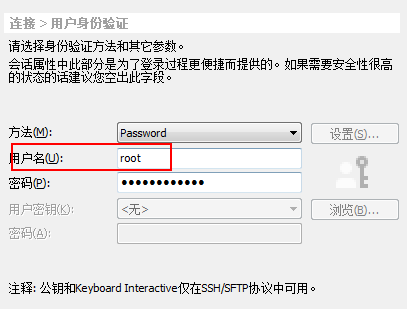 连接 > 用户身份验证
请选择身份验证方法和其它参数。
会话属性中此部分是为了登录过程更便捷而提供的。如果需要安全性很高
的状态的话建议您空出此字段。
方法(M): Password 设置(S)...
用户名(U): root
密码(P): ●●●●●●●●●●●●
用户密钥(K): <无> 浏览(B)...
密码(A):
注释: 公钥和Keyboard Interactive仅在SSH/SFTP协议中可用。